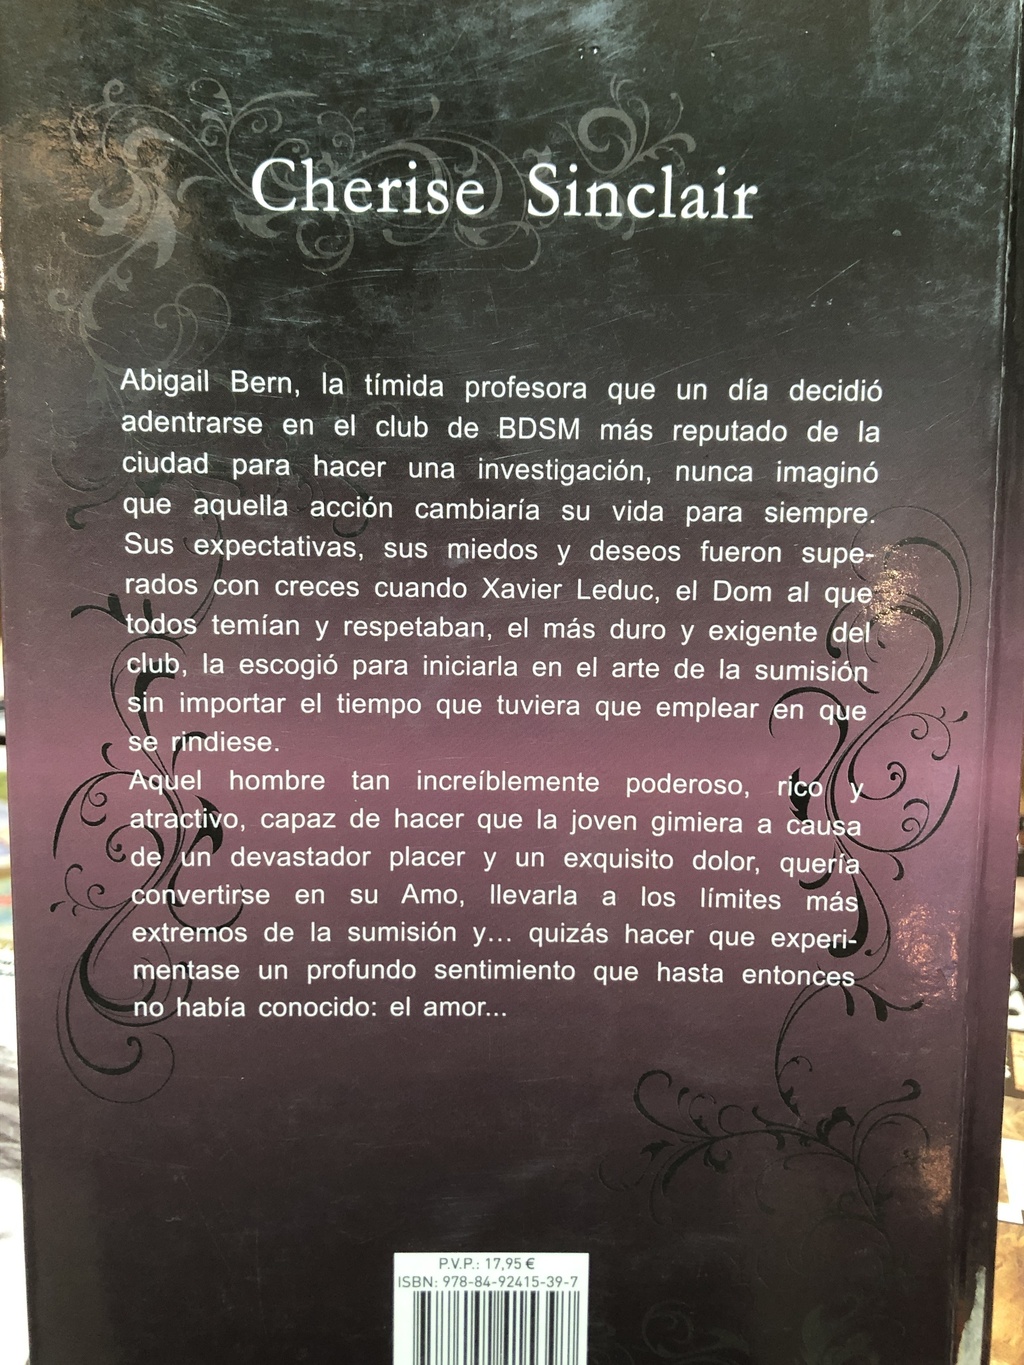 Cherise Sinclair
Abigail Bern, la tímida profesora que un día decidió
adentrarse en el club de BDSM más reputado de la
ciudad para hacer una investigación, nunca imaginó
que aquella acción cambiaría su vida para siempre.
Sus expectativas, sus miedos y deseos fueron supe-
rados con creces cuando Xavier Leduc, el Dom al que
todos temían y respetaban, el más duro y exigente del
club, la escogió para iniciarla en el arte de la sumisión
sin importar el tiempo que tuviera que emplear en que
se rindiese.
Aquel hombre tan increíblemente poderoso, rico y
atractivo, capaz de hacer que la joven gimiera a causa
de un devastador placer y un exquisito dolor, quería
convertirse en su Amo, llevarla a los límites más
extremos de la sumisión y... quizás hacer que experi-
mentase un profundo sentimiento que hasta entonces
no había conocido: el amor...
P.V.P.: 17,95 €
ISBN: 978-84-92415-39-7